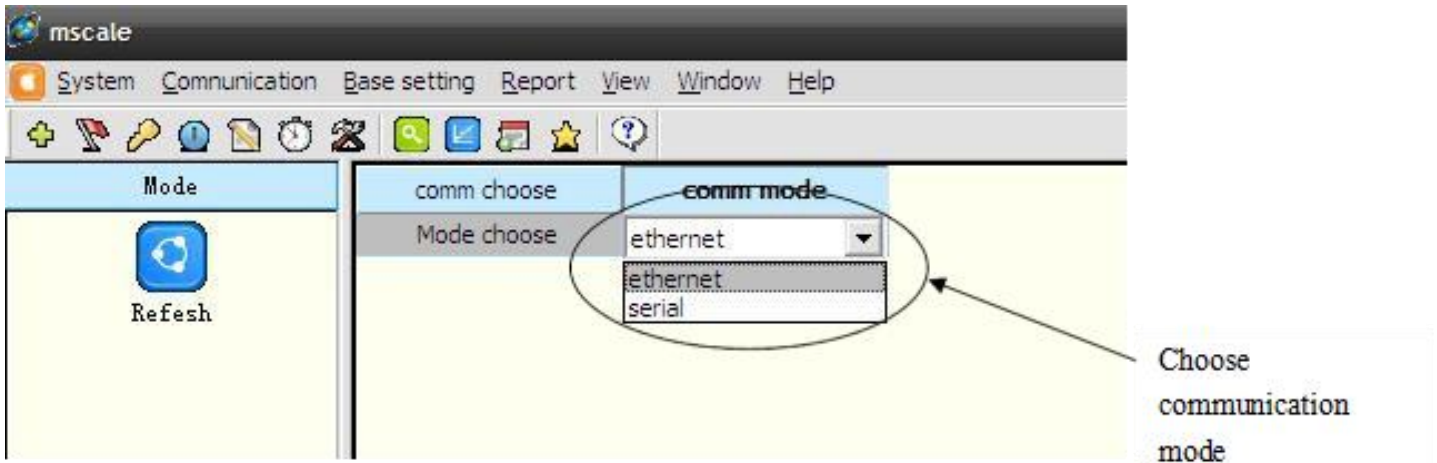 mscale
System Comnunication Base setting Report View Window Help
Mode
comm choose comm mode
Mode choose ethernet
ethernet
serial
Refesh
Choose
communication
mode